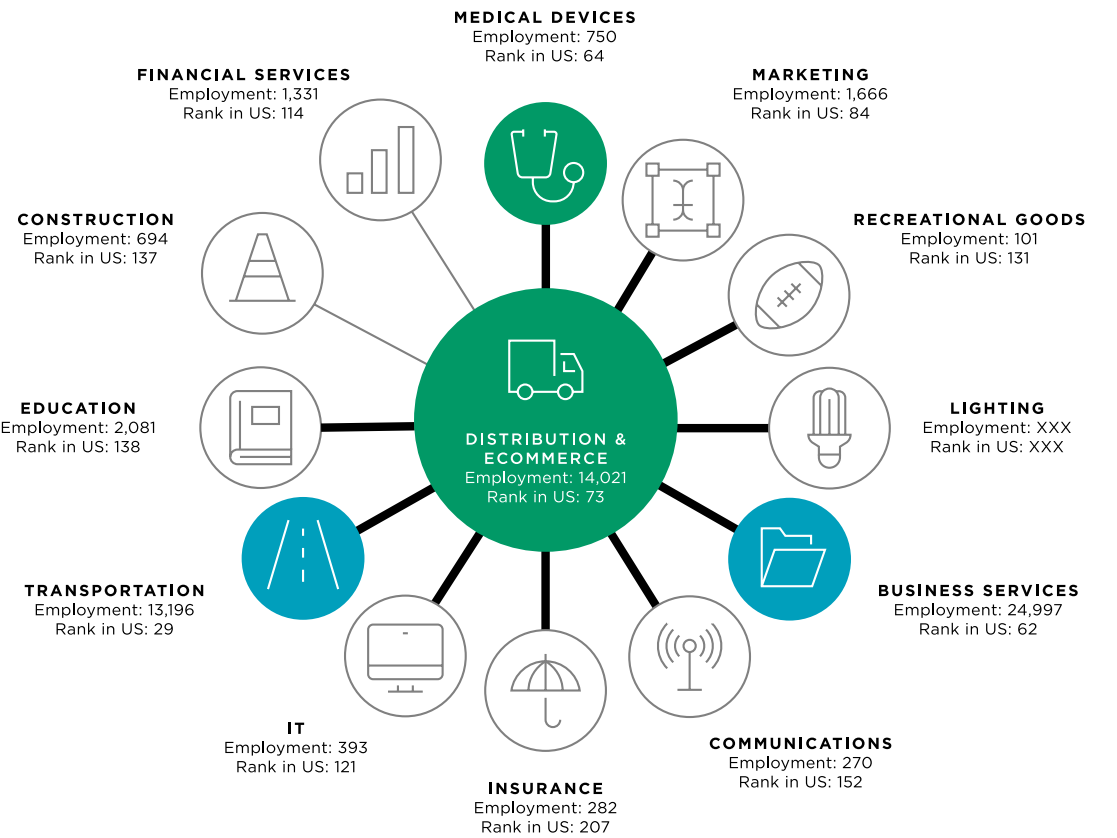 MEDICAL DEVICES
Employment: 750
Rank in US: 64
FINANCIAL SERVICES
Employment: 1,331
Rank in US: 114
MARKETING
Employment: 1,666
Rank in US: 84
CONSTRUCTION
Employment: 694
Rank in US: 137
RECREATIONAL GOODS
Employment: 101
Rank in US: 131
EDUCATION
Employment: 2,081
Rank in US: 138
DISTRIBUTION &
ECOMMERCE
Employment: 14,021
Rank in US: 73
LIGHTING
Employment: XXX
Rank in US: XXX
TRANSPORTATION
Employment: 13,196
Rank in US: 29
BUSINESS SERVICES
Employment: 24,997
Rank in US: 62
IT
Employment: 393
Rank in US: 121
INSURANCE
Employment: 282
Rank in US: 207
COMMUNICATIONS
Employment: 270
Rank in US: 152